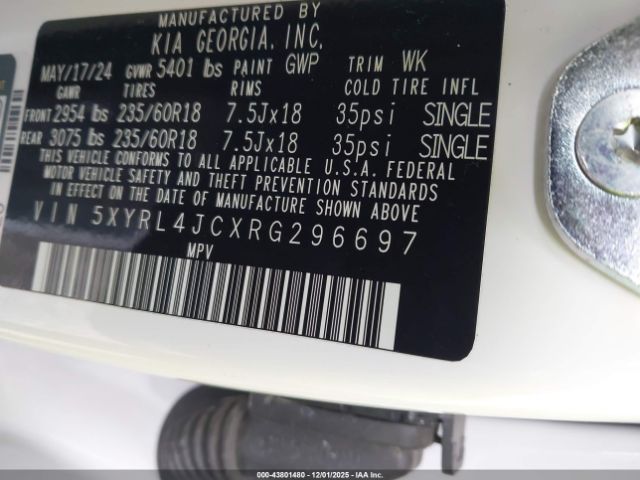 MANUFACTURED BY
KIA GEORGIA, INC.
MAY/17/24 GVWR 5401 lbs PAINT GWP TRIM WK
GAWR TIRES RIMS COLD TIRE INFL
FRONT 2954 lbs 235/60R18 7.5Jx18 35psi SINGLE
REAR 3075 lbs 235/60R18 7.5Jx18 35psi SINGLE
THIS VEHICLE CONFORMS TO ALL APPLICABLE U.S.A. FEDERAL
MOTOR VEHICLE SAFETY AND THEFT PREVENTION STANDARDS
IN EFFECT ON THE DATE OF MANUFACTURE SHOWN ABOVE
VIN 5XYRL4JCXRG296697
MPV
000-43801480 - 12/01/2025 - IAA Inc.